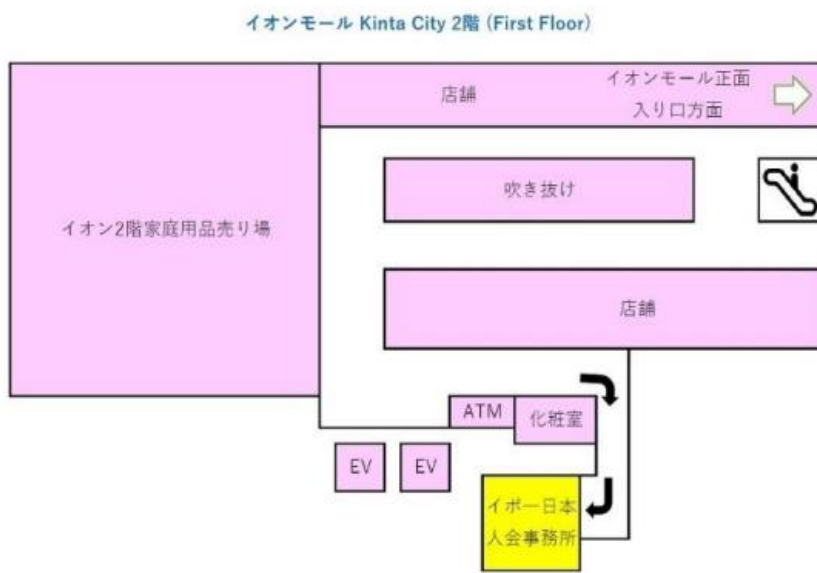 イオンモール Kinta City 2階 (First Floor)
店舗
イオンモール正面
入り口方面
吹き抜け
イオン2階家庭用品売り場
店舗
ATM
化粧室
EV
EV
イポー日本
人会事務所